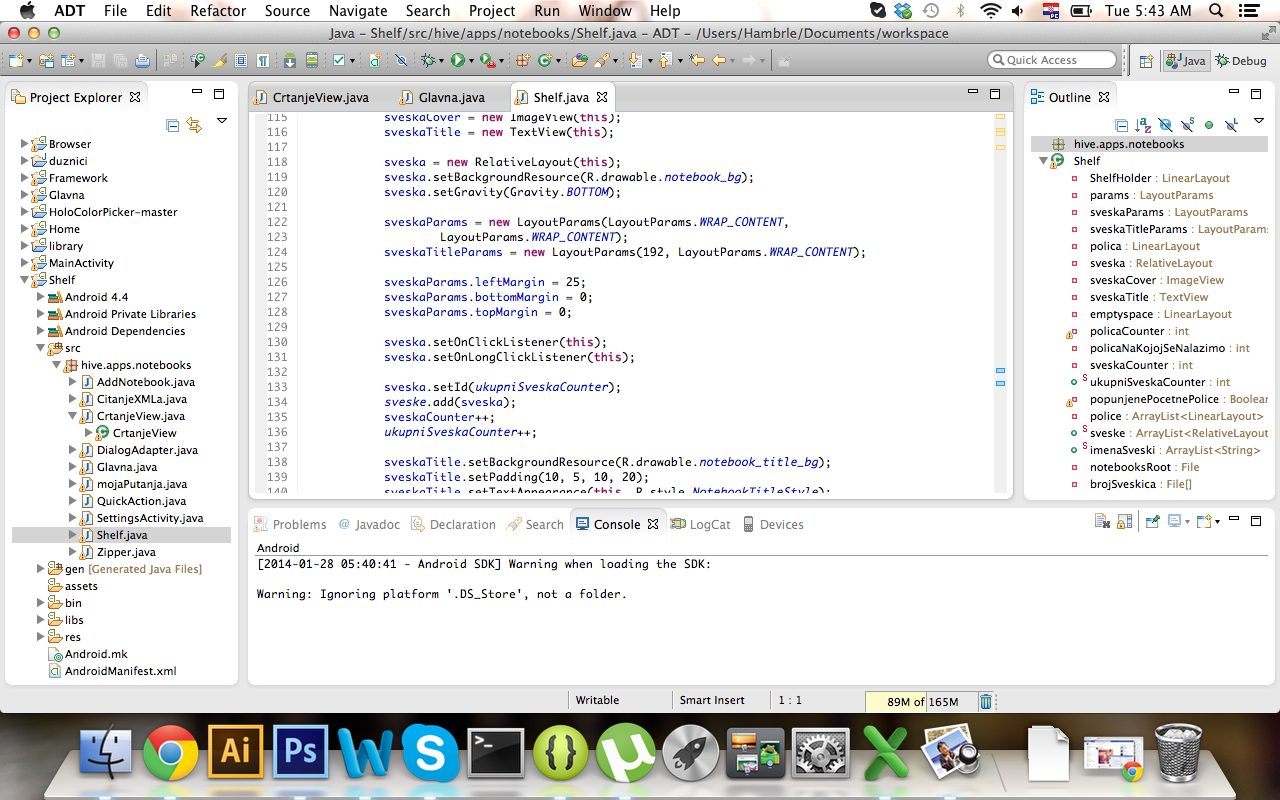 ADT File Edit Refactor Source Navigate Search Project Run Window Help Tue 5:43 AM
Java – Shelf/src/hive/apps/notebooks/Shelf.java – ADT – /Users/Hambrle/Documents/workspace
Quick Access Java Debug
Project Explorer
Browser
duznici
Framework
Glavna
HoloColorPicker-master
Home
library
MainActivity
Shelf
Android 4.4
Android Private Libraries
Android Dependencies
src
hive.apps.notebooks
AddNotebook.java
CitanjeXMLa.java
CrtanjeView.java
CrtanjeView
DialogAdapter.java
Glavna.java
mojaPutanja.java
QuickAction.java
SettingsActivity.java
Shelf.java
Zipper.java
gen [Generated Java Files]
assets
bin
libs
res
Android.mk
AndroidManifest.xml
CrtanjeView.java Glavna.java Shelf.java
115 sveskaCover = new ImageView(this);
116 sveskaTitle = new TextView(this);
117
118 sveska = new RelativeLayout(this);
119 sveska.setBackgroundResource(R.drawable.notebook_bg);
120 sveska.setGravity(Gravity.BOTTOM);
121
122 sveskaParams = new LayoutParams(LayoutParams.WRAP_CONTENT,
123 LayoutParams.WRAP_CONTENT);
124 sveskaTitleParams = new LayoutParams(192, LayoutParams.WRAP_CONTENT);
125
126 sveskaParams.leftMargin = 25;
127 sveskaParams.bottomMargin = 0;
128 sveskaParams.topMargin = 0;
129
130 sveska.setOnClickListener(this);
131 sveska.setOnLongClickListener(this);
132
133 sveska.setId(ukupniSveskaCounter);
134 sveske.add(sveska);
135 sveskaCounter++;
136 ukupniSveskaCounter++;
137
138 sveskaTitle.setBackgroundResource(R.drawable.notebook_title_bg);
139 sveskaTitle.setPadding(10, 5, 10, 20);
140 sveskaTitle.setTextAppearance(this, R.style.NotebookTitleStyle);
Outline
hive.apps.notebooks
Shelf
ShelfHolder : LinearLayout
params : LayoutParams
sveskaParams : LayoutParams
sveskaTitleParams : LayoutParams
polica : LinearLayout
sveska : RelativeLayout
sveskaCover : ImageView
sveskaTitle : TextView
emptyspace : LinearLayout
policaCounter : int
policaNaKojojSeNalazimo : int
sveskaCounter : int
ukupniSveskaCounter : int
popunjenePocetnePolice : Boolean
police : ArrayList<LinearLayout>
sveske : ArrayList<RelativeLayout
imenaSveski : ArrayList<String>
notebooksRoot : File
brojSveskica : File[]
Problems @ Javadoc Declaration Search Console LogCat Devices
Android
[2014-01-28 05:40:41 - Android SDK] Warning when loading the SDK:
Warning: Ignoring platform '.DS_Store', not a folder.
Writable Smart Insert 1 : 1 89M of 165M
Ai Ps